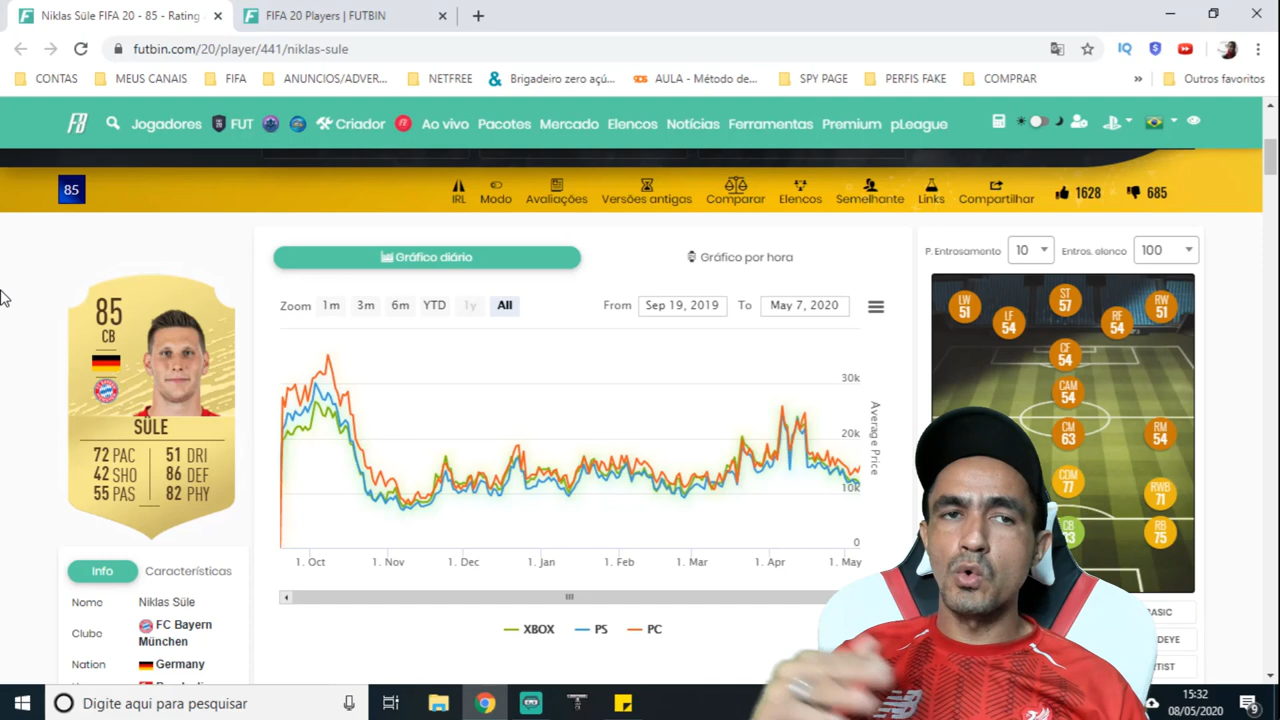 Niklas Süle FIFA 20 - 85 - Rating
FIFA 20 Players | FUTBIN
futbin.com/20/player/441/niklas-sule
IQ
CONTAS
MEUS CANAIS
FIFA
ANUNCIOS/ADVER...
NETFREE
Brigadeiro zero açú...
AULA - Método de...
SPY PAGE
PERFIS FAKE
COMPRAR
»
Outros favoritos
Jogadores
FUT
Criador
Ao vivo
Pacotes
Mercado
Elencos
Notícias
Ferramentas
Premium
pLeague
85
IRL
Modo
Avaliações
Versões antigas
Comparar
Elencos
Semelhante
Links
Compartilhar
1628
685
85
CB
SÜLE
72 PAC 51 DRI
42 SHO 86 DEF
55 PAS 82 PHY
Info
Características
Nome Niklas Süle
Clube FC Bayern München
Nation Germany
Gráfico diário
Gráfico por hora
Zoom 1m 3m 6m YTD 1y All
From Sep 19, 2019 To May 7, 2020
30k
20k
10k
0
Average Price
1. Oct 1. Nov 1. Dec 1. Jan 1. Feb 1. Mar 1. Apr 1. May
XBOX PS PC
P. Entrosamento 10 Entros. elenco 100
ST 57
LW 51
RW 51
LF 54
RF 54
CF 54
CAM 54
CM 63
RM 54
CDM 77
RWB 71
CB
RB 75
Digite aqui para pesquisar
15:32
08/05/2020
9